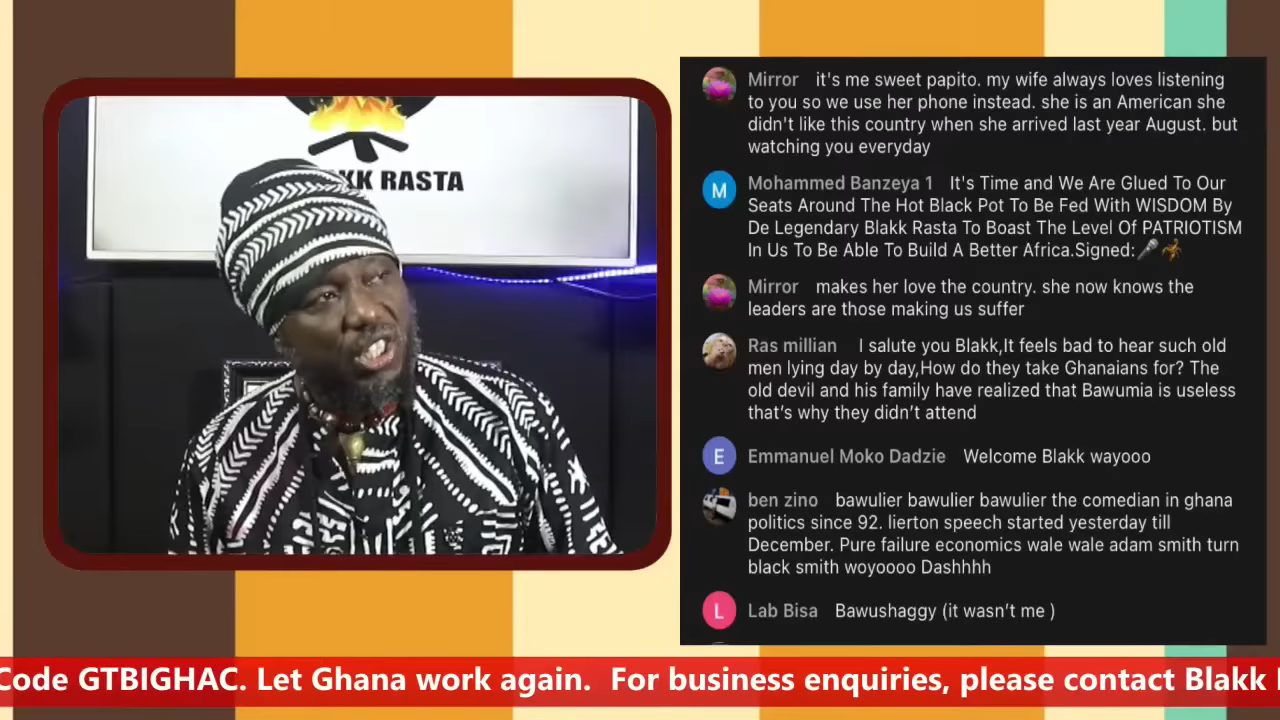 KK RASTA
Mirror it's me sweet papito. my wife always loves listening
to you so we use her phone instead. she is an American she
didn't like this country when she arrived last year August. but
watching you everyday
Mohammed Banzeya 1 It's Time and We Are Glued To Our
Seats Around The Hot Black Pot To Be Fed With WISDOM By
De Legendary Blakk Rasta To Boast The Level Of PATRIOTISM
In Us To Be Able To Build A Better Africa.Signed:🎤
Mirror makes her love the country. she now knows the
leaders are those making us suffer
Ras millian I salute you Blakk,It feels bad to hear such old
men lying day by day,How do they take Ghanaians for? The
old devil and his family have realized that Bawumia is useless
that's why they didn't attend
E
Emmanuel Moko Dadzie Welcome Blakk wayooo
ben zino bawulier bawulier bawulier the comedian in ghana
politics since 92. lierton speech started yesterday till
December. Pure failure economics wale wale adam smith turn
black smith woyoooo Dashhhh
L
Lab Bisa Bawushaggy (it wasn't me )
M
Code GTBIGHAC. Let Ghana work again. For business enquiries, please contact Blakk